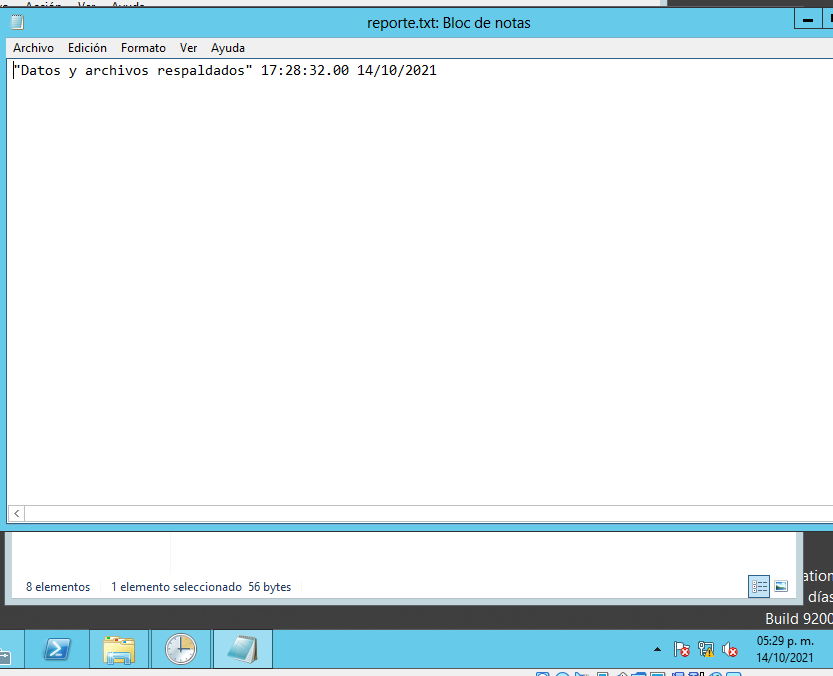 reporte.txt: Bloc de notas
Archivo Edición Formato Ver Ayuda
"Datos y archivos respaldados" 17:28:32.00 14/10/2021
8 elementos 1 elemento seleccionado 56 bytes
días
Build 9200
05:29 p. m.
14/10/2021